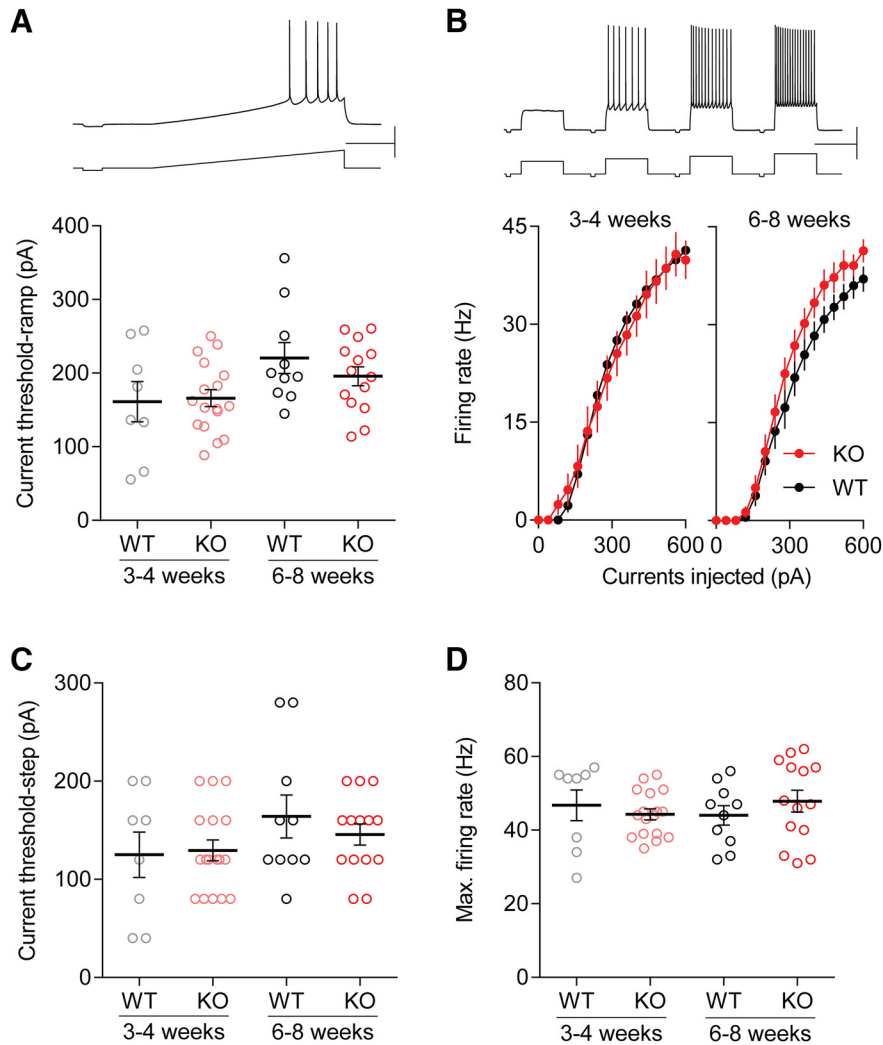 A
B
Current threshold-ramp (pA)
400
300
200
100
0
WT KO WT KO
3-4 weeks 6-8 weeks
3-4 weeks 6-8 weeks
Firing rate (Hz)
45
30
15
0
KO
WT
0 300 600 0 300 600
Currents injected (pA)
C
D
Current threshold-step (pA)
300
200
100
0
WT KO WT KO
3-4 weeks 6-8 weeks
Max. firing rate (Hz)
80
60
40
20
0
WT KO WT KO
3-4 weeks 6-8 weeks